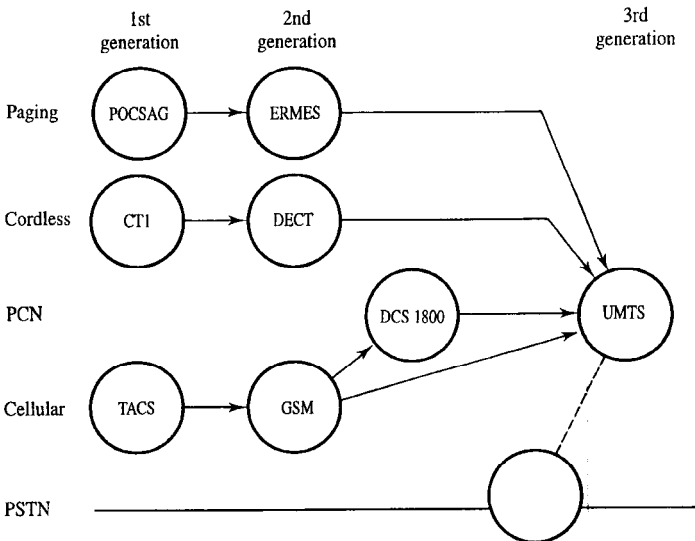 1st
generation
2nd
generation
3rd
generation
Paging
POCSAG
ERMES
Cordless
CT1
DECT
PCN
DCS 1800
UMTS
Cellular
TACS
GSM
PSTN